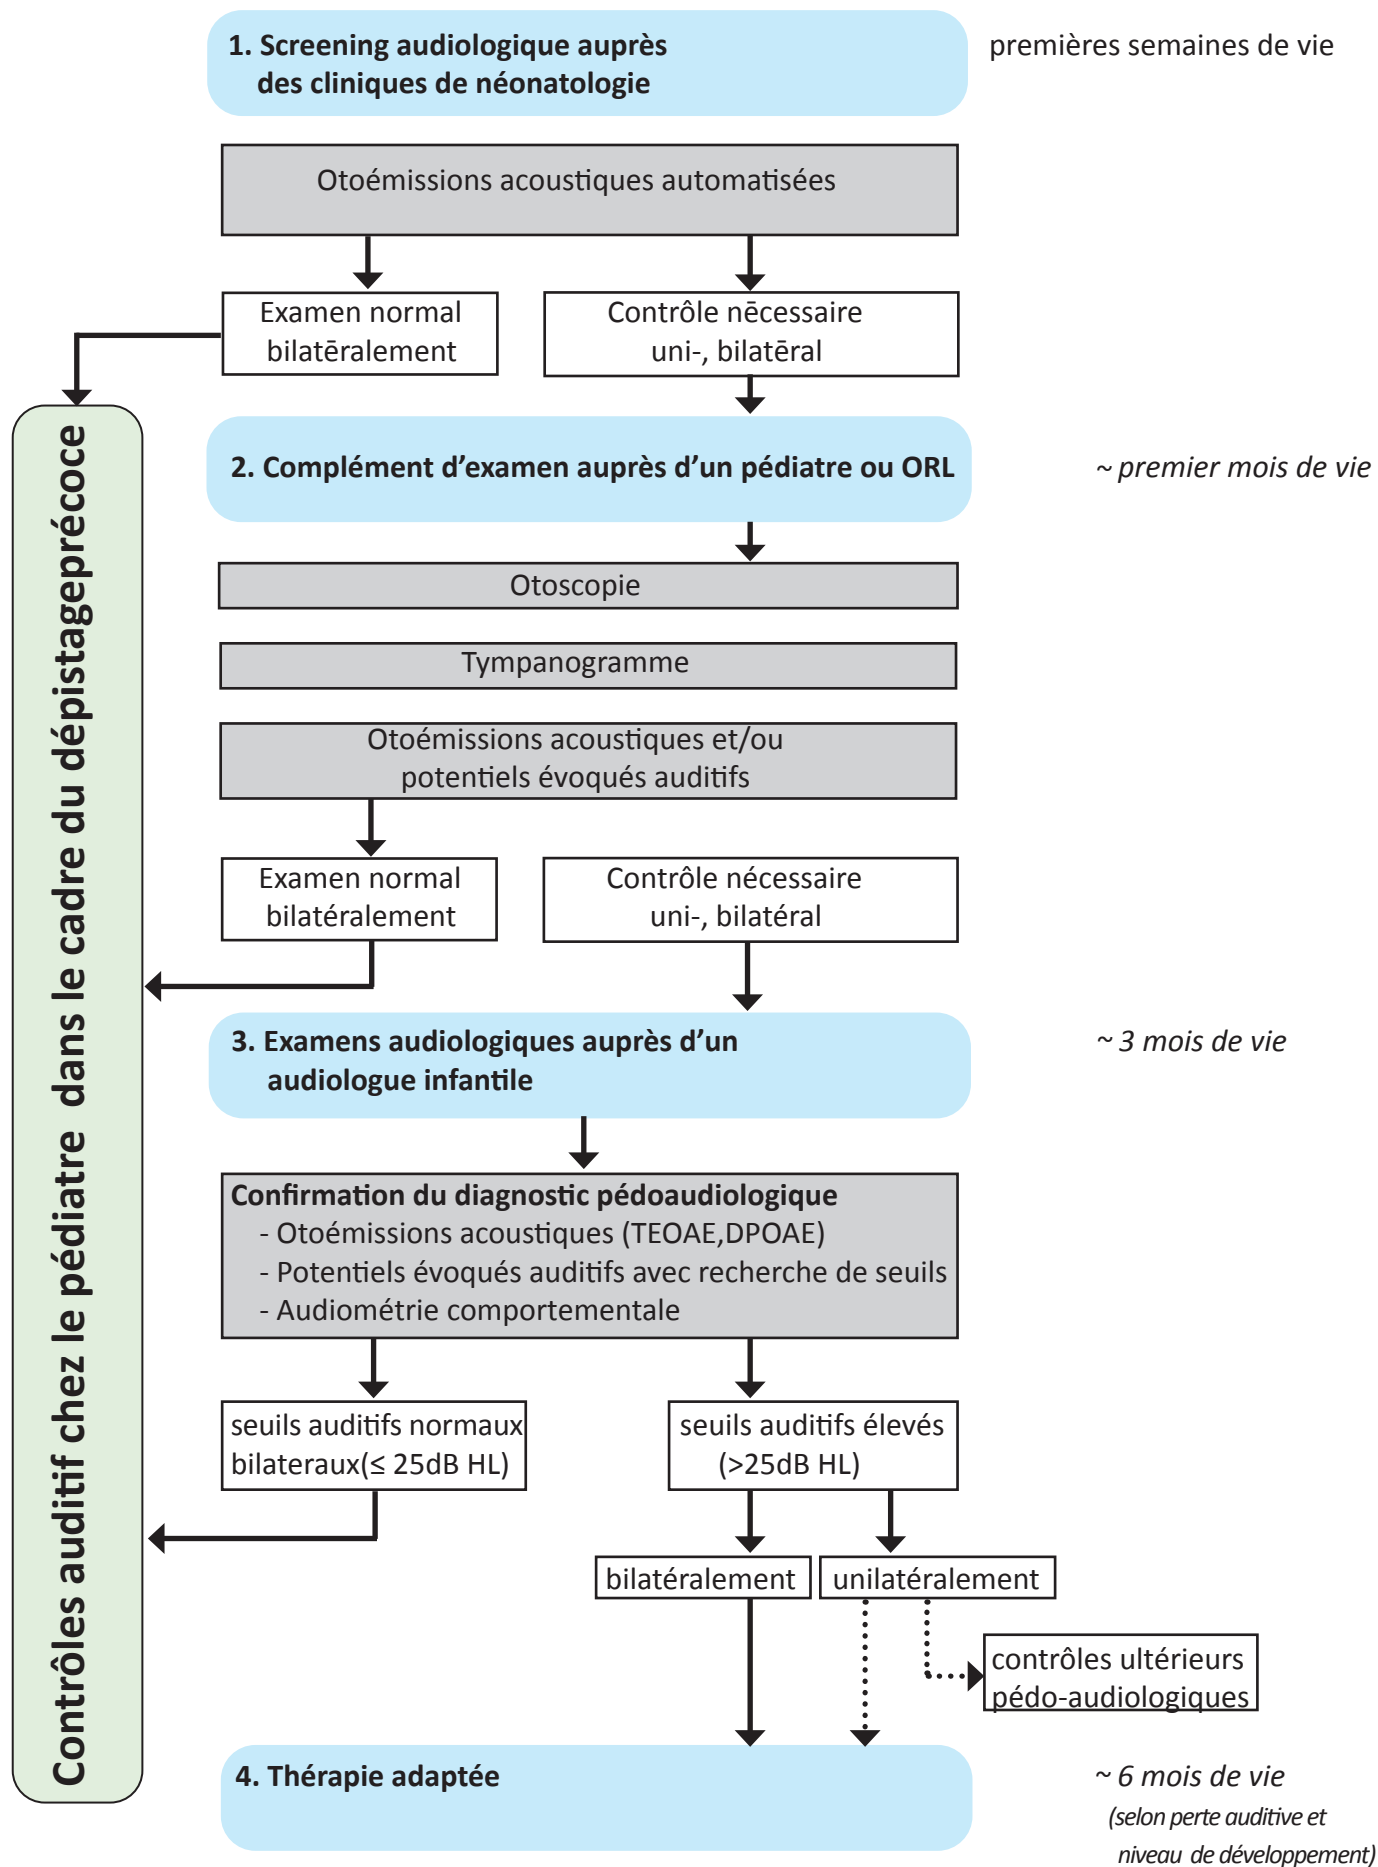 1. Screening audiologique auprès
des cliniques de néonatologie
premières semaines de vie
Otoémissions acoustiques automatisées
Examen normal
bilatēralement
Contrôle nēcessaire
uni-, bilatēral
Contrôles auditif chez le pédiatre dans le cadre du dépistageprécoce
2. Complément d’examen auprès d’un pédiatre ou ORL
~ premier mois de vie
Otoscopie
Tympanogramme
Otoémissions acoustiques et/ou
potentiels évoqués auditifs
Examen normal
bilatéralement
Contrôle nécessaire
uni-, bilatéral
3. Examens audiologiques auprès d’un
audiologue infantile
~ 3 mois de vie
Confirmation du diagnostic pédoaudiologique
- Otoémissions acoustiques (TEOAE,DPOAE)
- Potentiels évoqués auditifs avec recherche de seuils
- Audiométrie comportementale
seuils auditifs normaux
bilateraux(≤ 25dB HL)
seuils auditifs élevés
(>25dB HL)
bilatéralement
unilatéralement
contrôles ultérieurs
pédo-audiologiques
4. Thérapie adaptée
~ 6 mois de vie
(selon perte auditive et
niveau de développement)